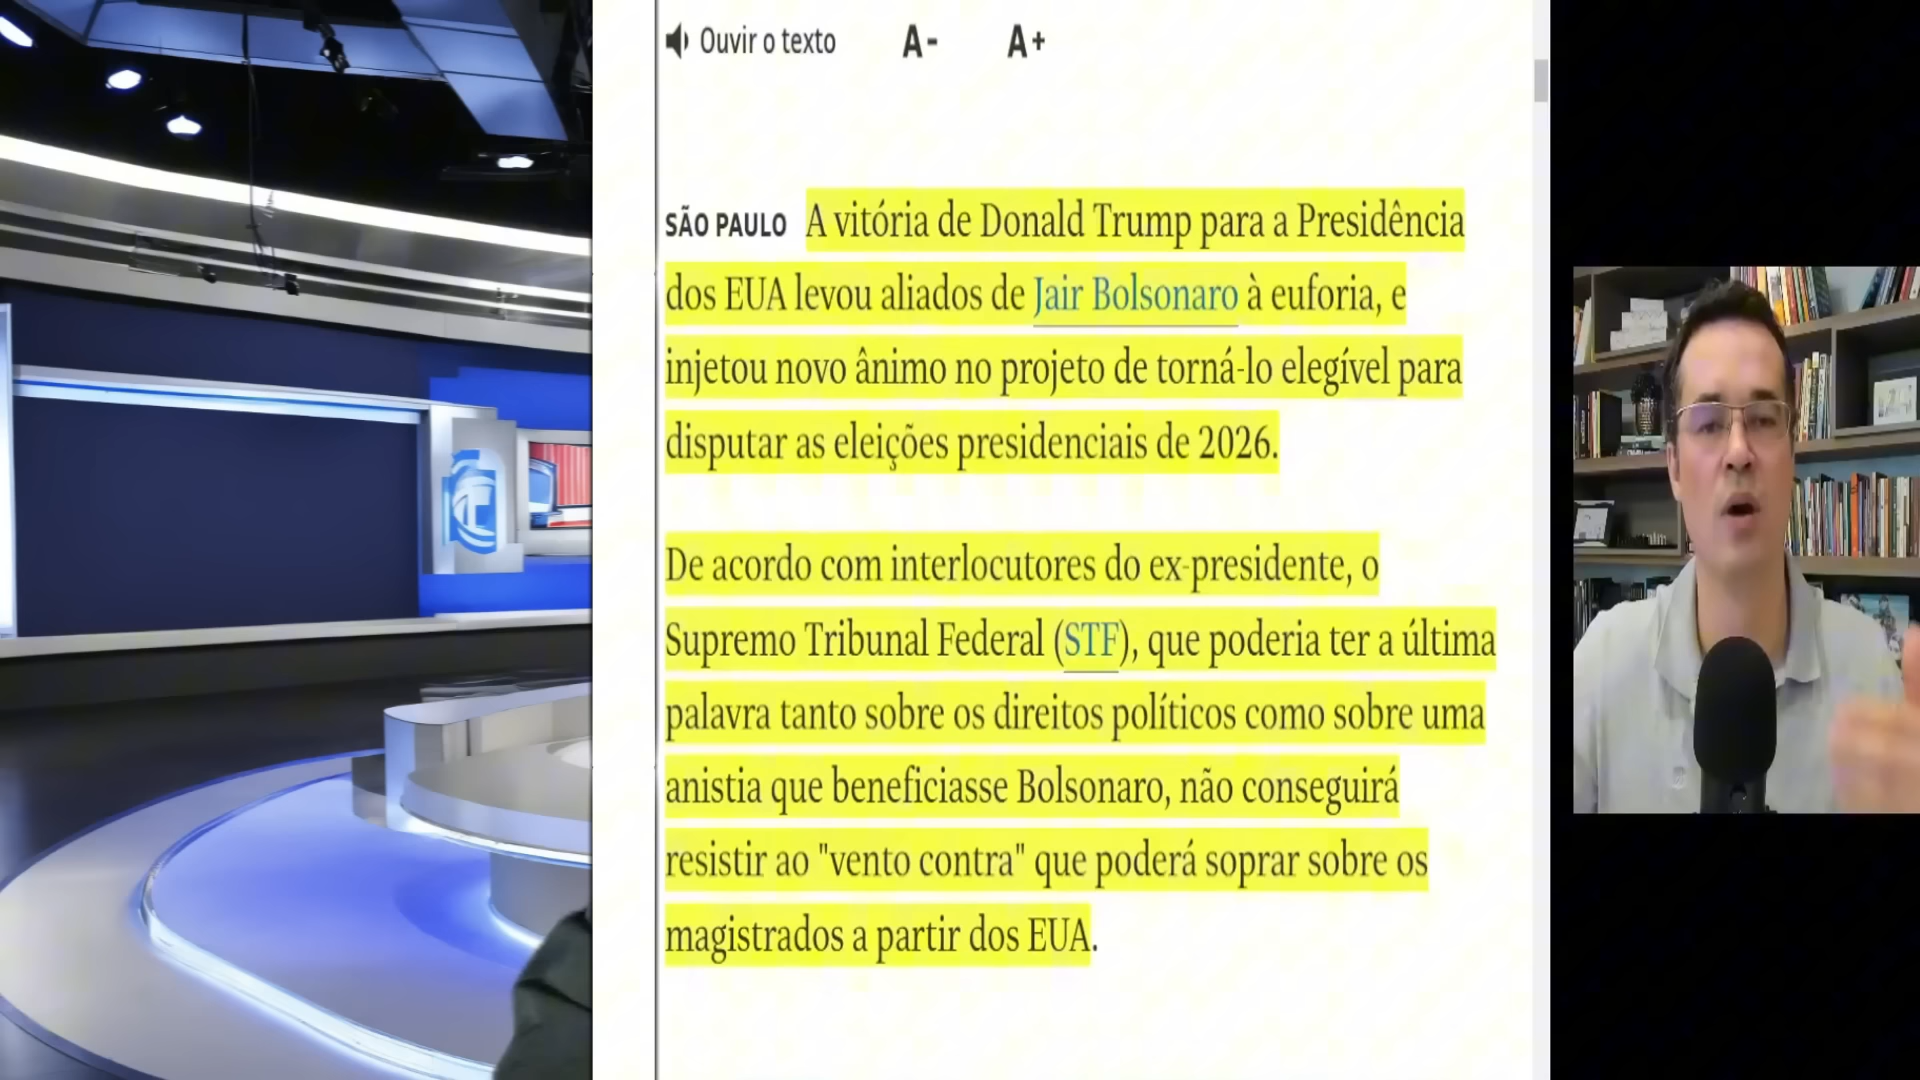 Ouvir o texto A- A+
SÃO PAULO A vitória de Donald Trump para a Presidência
dos EUA levou aliados de Jair Bolsonaro à euforia, e
injetou novo ânimo no projeto de torná-lo elegível para
disputar as eleições presidenciais de 2026.
De acordo com interlocutores do ex-presidente, o
Supremo Tribunal Federal (STF), que poderia ter a última
palavra tanto sobre os direitos políticos como sobre uma
anistia que beneficiasse Bolsonaro, não conseguirá
resistir ao "vento contra" que poderá soprar sobre os
magistrados a partir dos EUA.